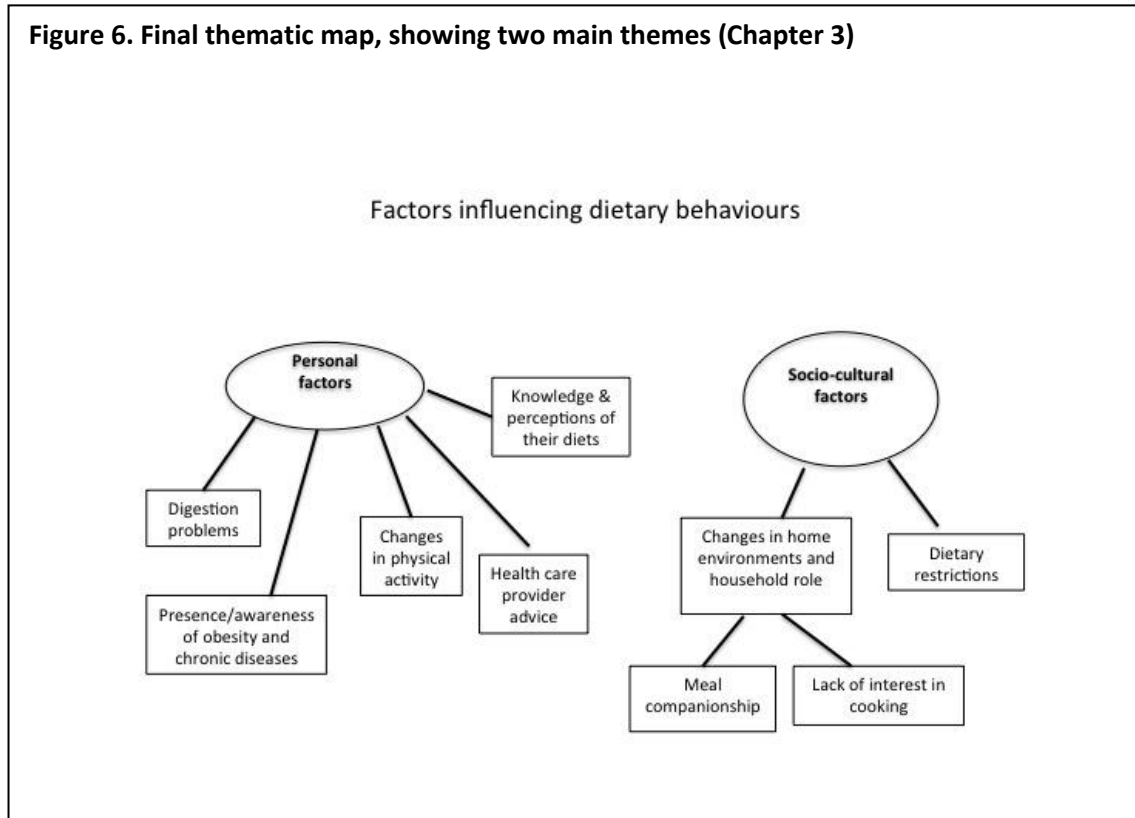 Figure 6. Final thematic map, showing two main themes (Chapter 3)
Factors influencing dietary behaviours
Personal
factors
Knowledge &
perceptions of
their diets
Digestion
problems
Presence/awareness
of obesity and
chronic diseases
Changes
in physical
activity
Health care
provider
advice
Socio-cultural
factors
Changes in home
environments and
household role
Dietary
restrictions
Meal
companionship
Lack of interest in
cooking